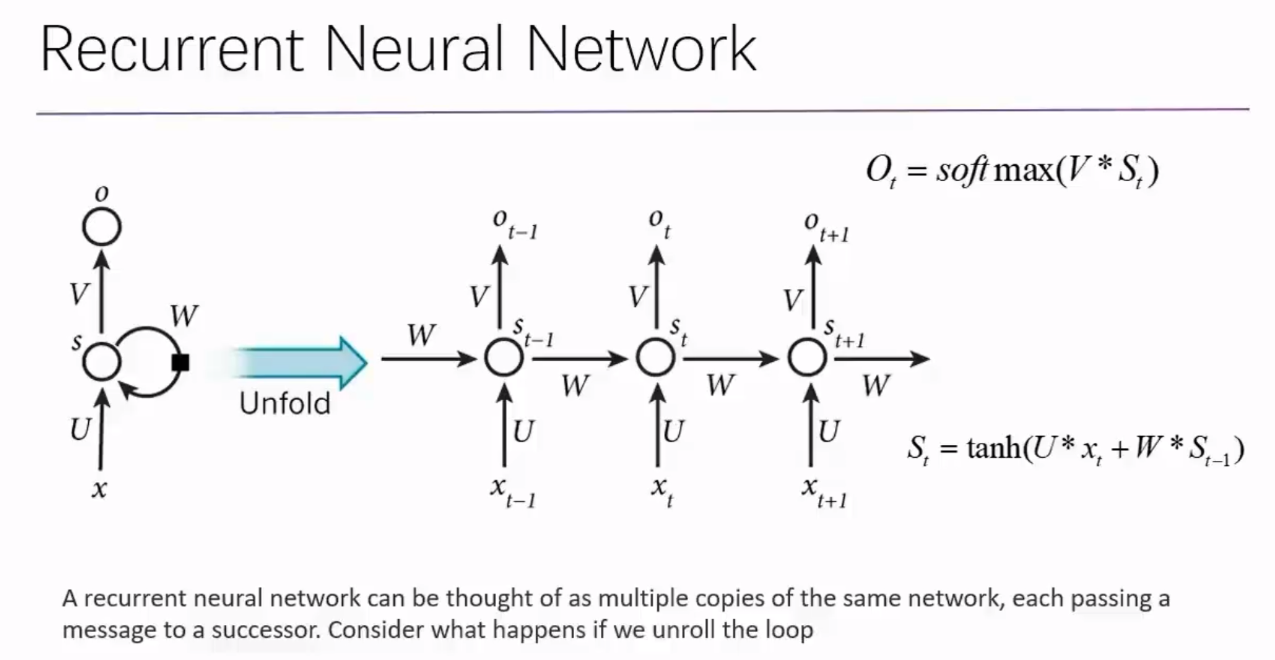 Recurrent Neural Network
O_t = softmax(V * S_t)
o
V
W
s
U
x
Unfold
W
o_{t-1}
V
s_{t-1}
W
U
x_{t-1}
o_t
V
s_t
W
U
x_t
o_{t+1}
V
s_{t+1}
W
U
x_{t+1}
S_t = tanh(U * x_t + W * S_{t-1})
A recurrent neural network can be thought of as multiple copies of the same network, each passing a
message to a successor. Consider what happens if we unroll the loop